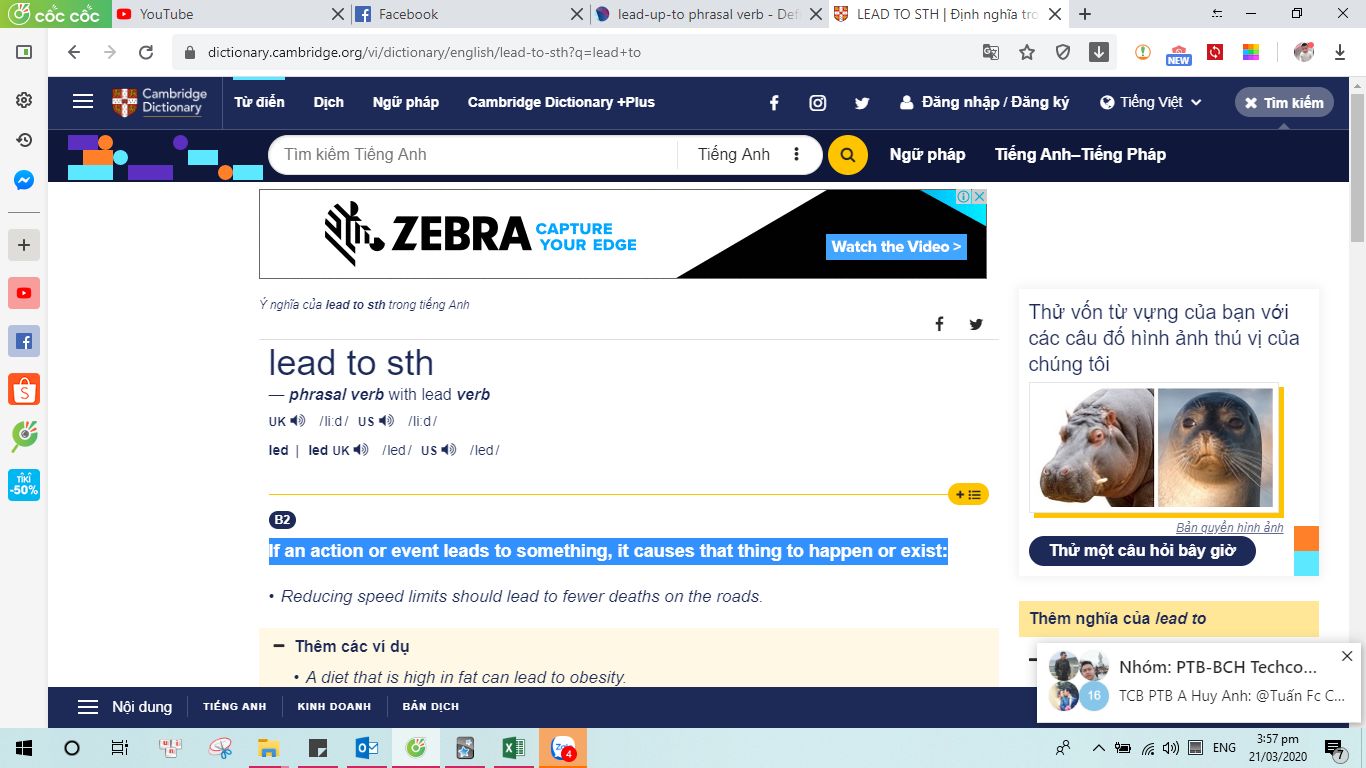 cốc cốc
YouTube
Facebook
lead-up-to phrasal verb - Def
LEAD TO STH | Định nghĩa tro
dictionary.cambridge.org/vi/dictionary/english/lead-to-sth?q=lead+to
NEW
Cambridge
Dictionary
Từ điển
Dịch
Ngữ pháp
Cambridge Dictionary +Plus
Đăng nhập / Đăng ký
Tiếng Việt
Tìm kiếm
Tìm kiếm Tiếng Anh
Tiếng Anh
Ngữ pháp
Tiếng Anh–Tiếng Pháp
ZEBRA
CAPTURE
YOUR EDGE
Watch the Video >
Ý nghĩa của lead to sth trong tiếng Anh
lead to sth
— phrasal verb with lead verb
UK /liːd/ US /liːd/
led | led UK /led/ US /led/
B2
If an action or event leads to something, it causes that thing to happen or exist:
• Reducing speed limits should lead to fewer deaths on the roads.
Thêm các ví dụ
• A diet that is high in fat can lead to obesity.
Thử vốn từ vựng của bạn với
các câu đố hình ảnh thú vị của
chúng tôi
Bản quyền hình ảnh
Thử một câu hỏi bây giờ
Thêm nghĩa của lead to
Nhóm: PTB-BCH Techco...
16
TCB PTB A Huy Anh: @Tuấn Fc C...
TIKI
-50%
Nội dung
TIẾNG ANH
KINH DOANH
BẢN DỊCH
4
ENG
3:57 pm
21/03/2020
7